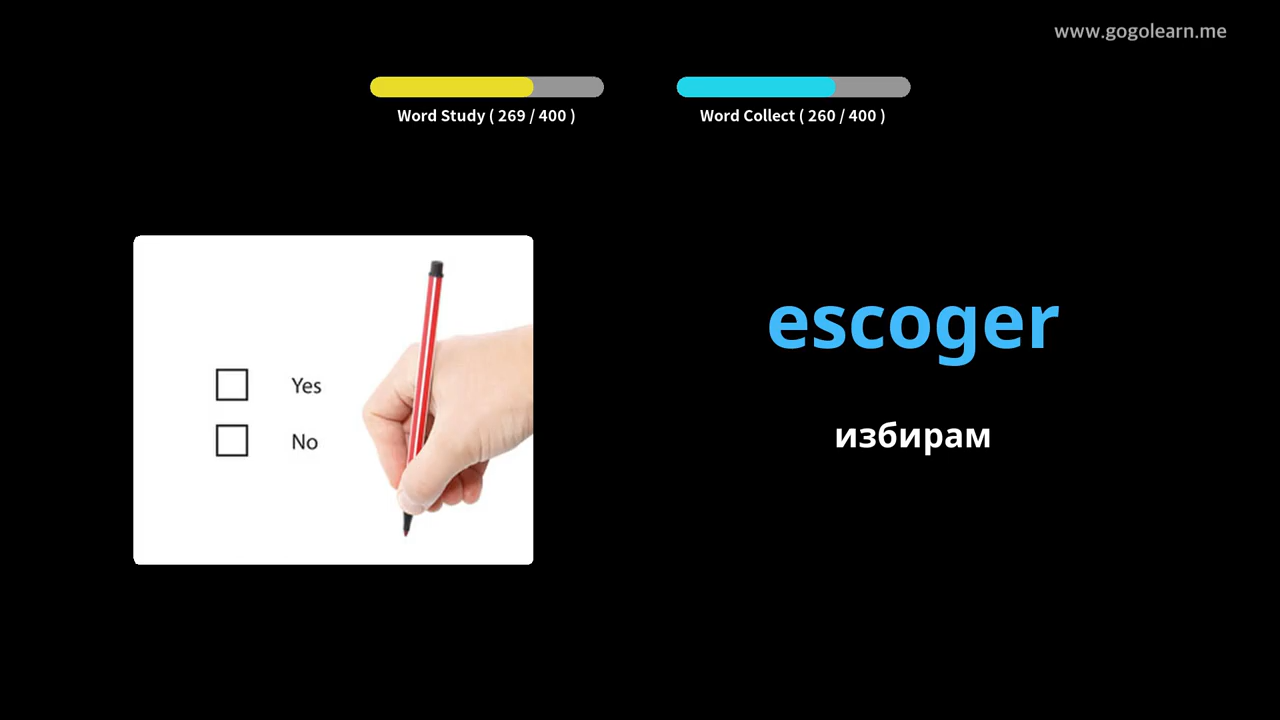 www.gogolearn.me
Word Study ( 269 / 400 )
Word Collect ( 260 / 400 )
Yes
No
escoger
избирам